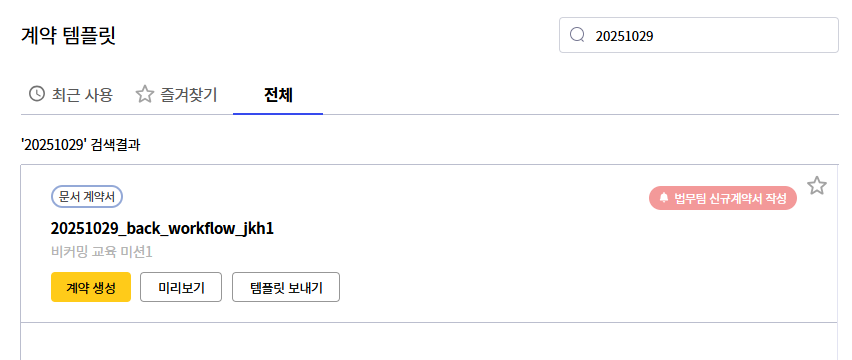 계약 템플릿
20251029
최근 사용 즐겨찾기 전체
'20251029' 검색결과
문서 계약서
법무팀 신규계약서 작성
20251029_back_workflow_jkh1
비커밍 교육 미션1
계약 생성 미리보기 템플릿 보내기